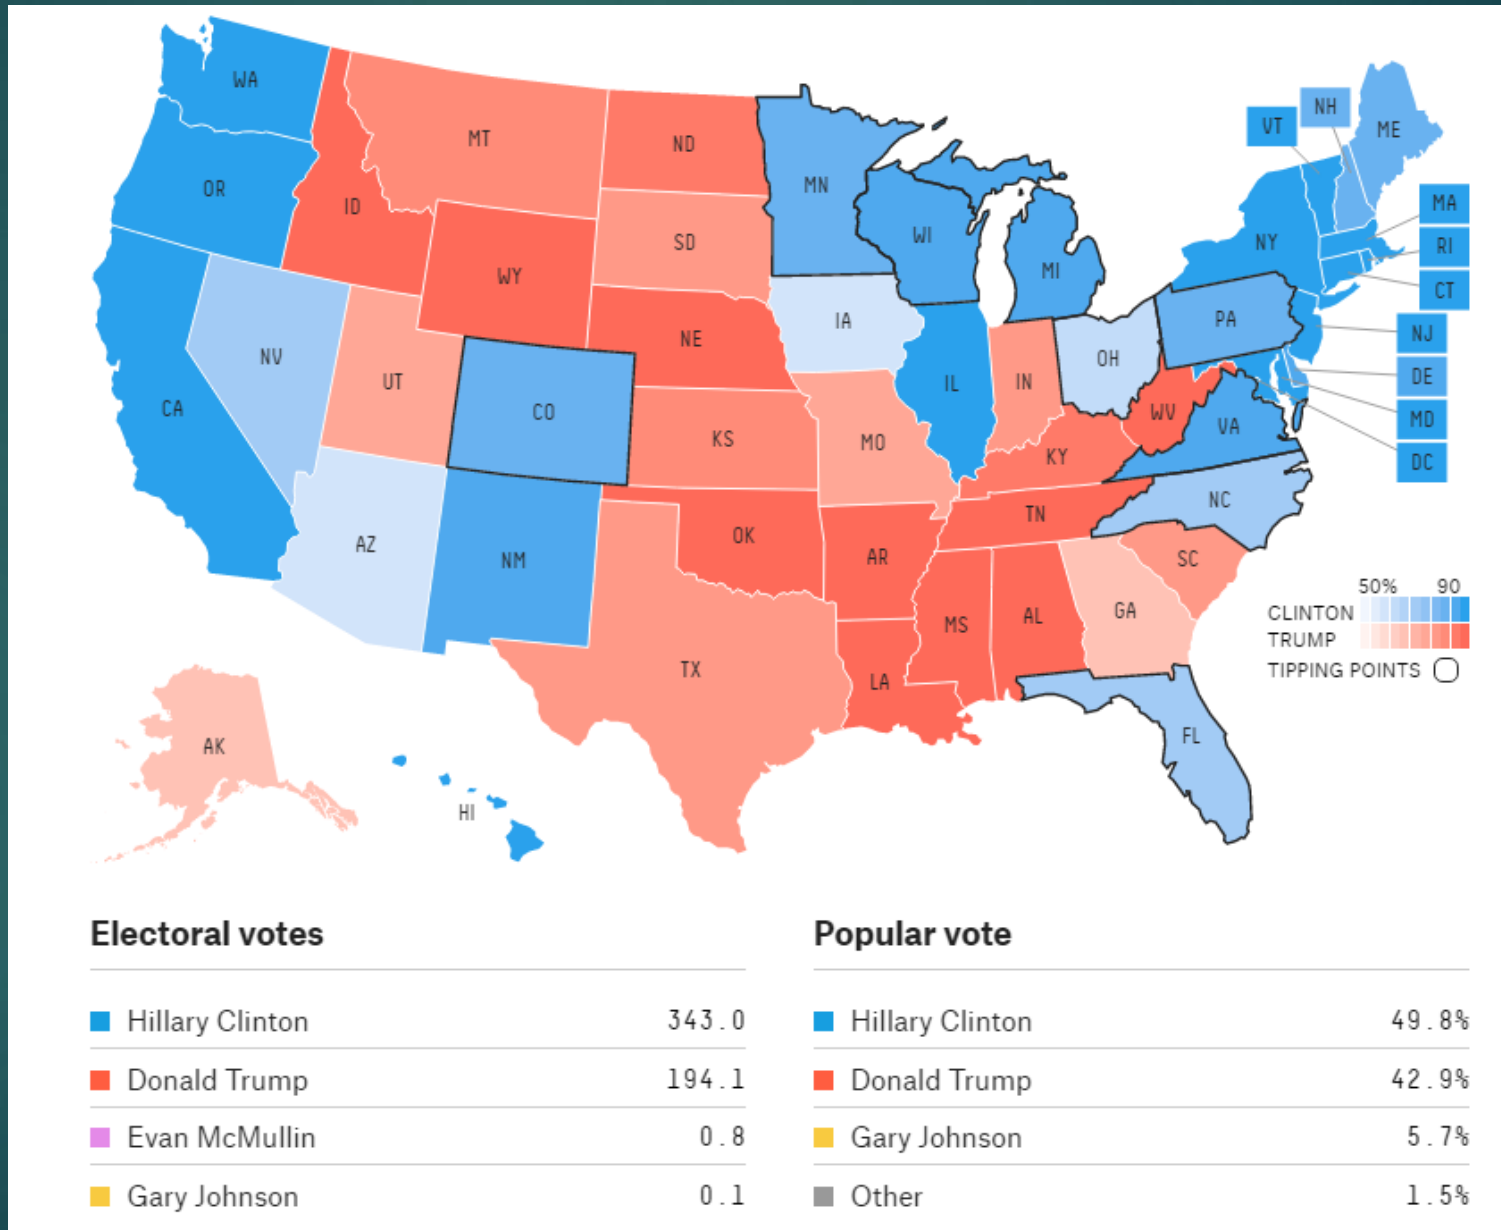 WA
OR
CA
NV
ID
MT
WY
UT
AZ
CO
NM
ND
SD
NE
KS
OK
TX
MN
IA
MO
AR
LA
WI
IL
MI
IN
OH
KY
TN
MS
AL
GA
FL
SC
NC
VA
WV
PA
NY
VT
NH
ME
MA
RI
CT
NJ
DE
MD
DC
AK
HI
50% 90
CLINTON
TRUMP
TIPPING POINTS
Electoral votes
Hillary Clinton 343.0
Donald Trump 194.1
Evan McMullin 0.8
Gary Johnson 0.1
Popular vote
Hillary Clinton 49.8%
Donald Trump 42.9%
Gary Johnson 5.7%
Other 1.5%